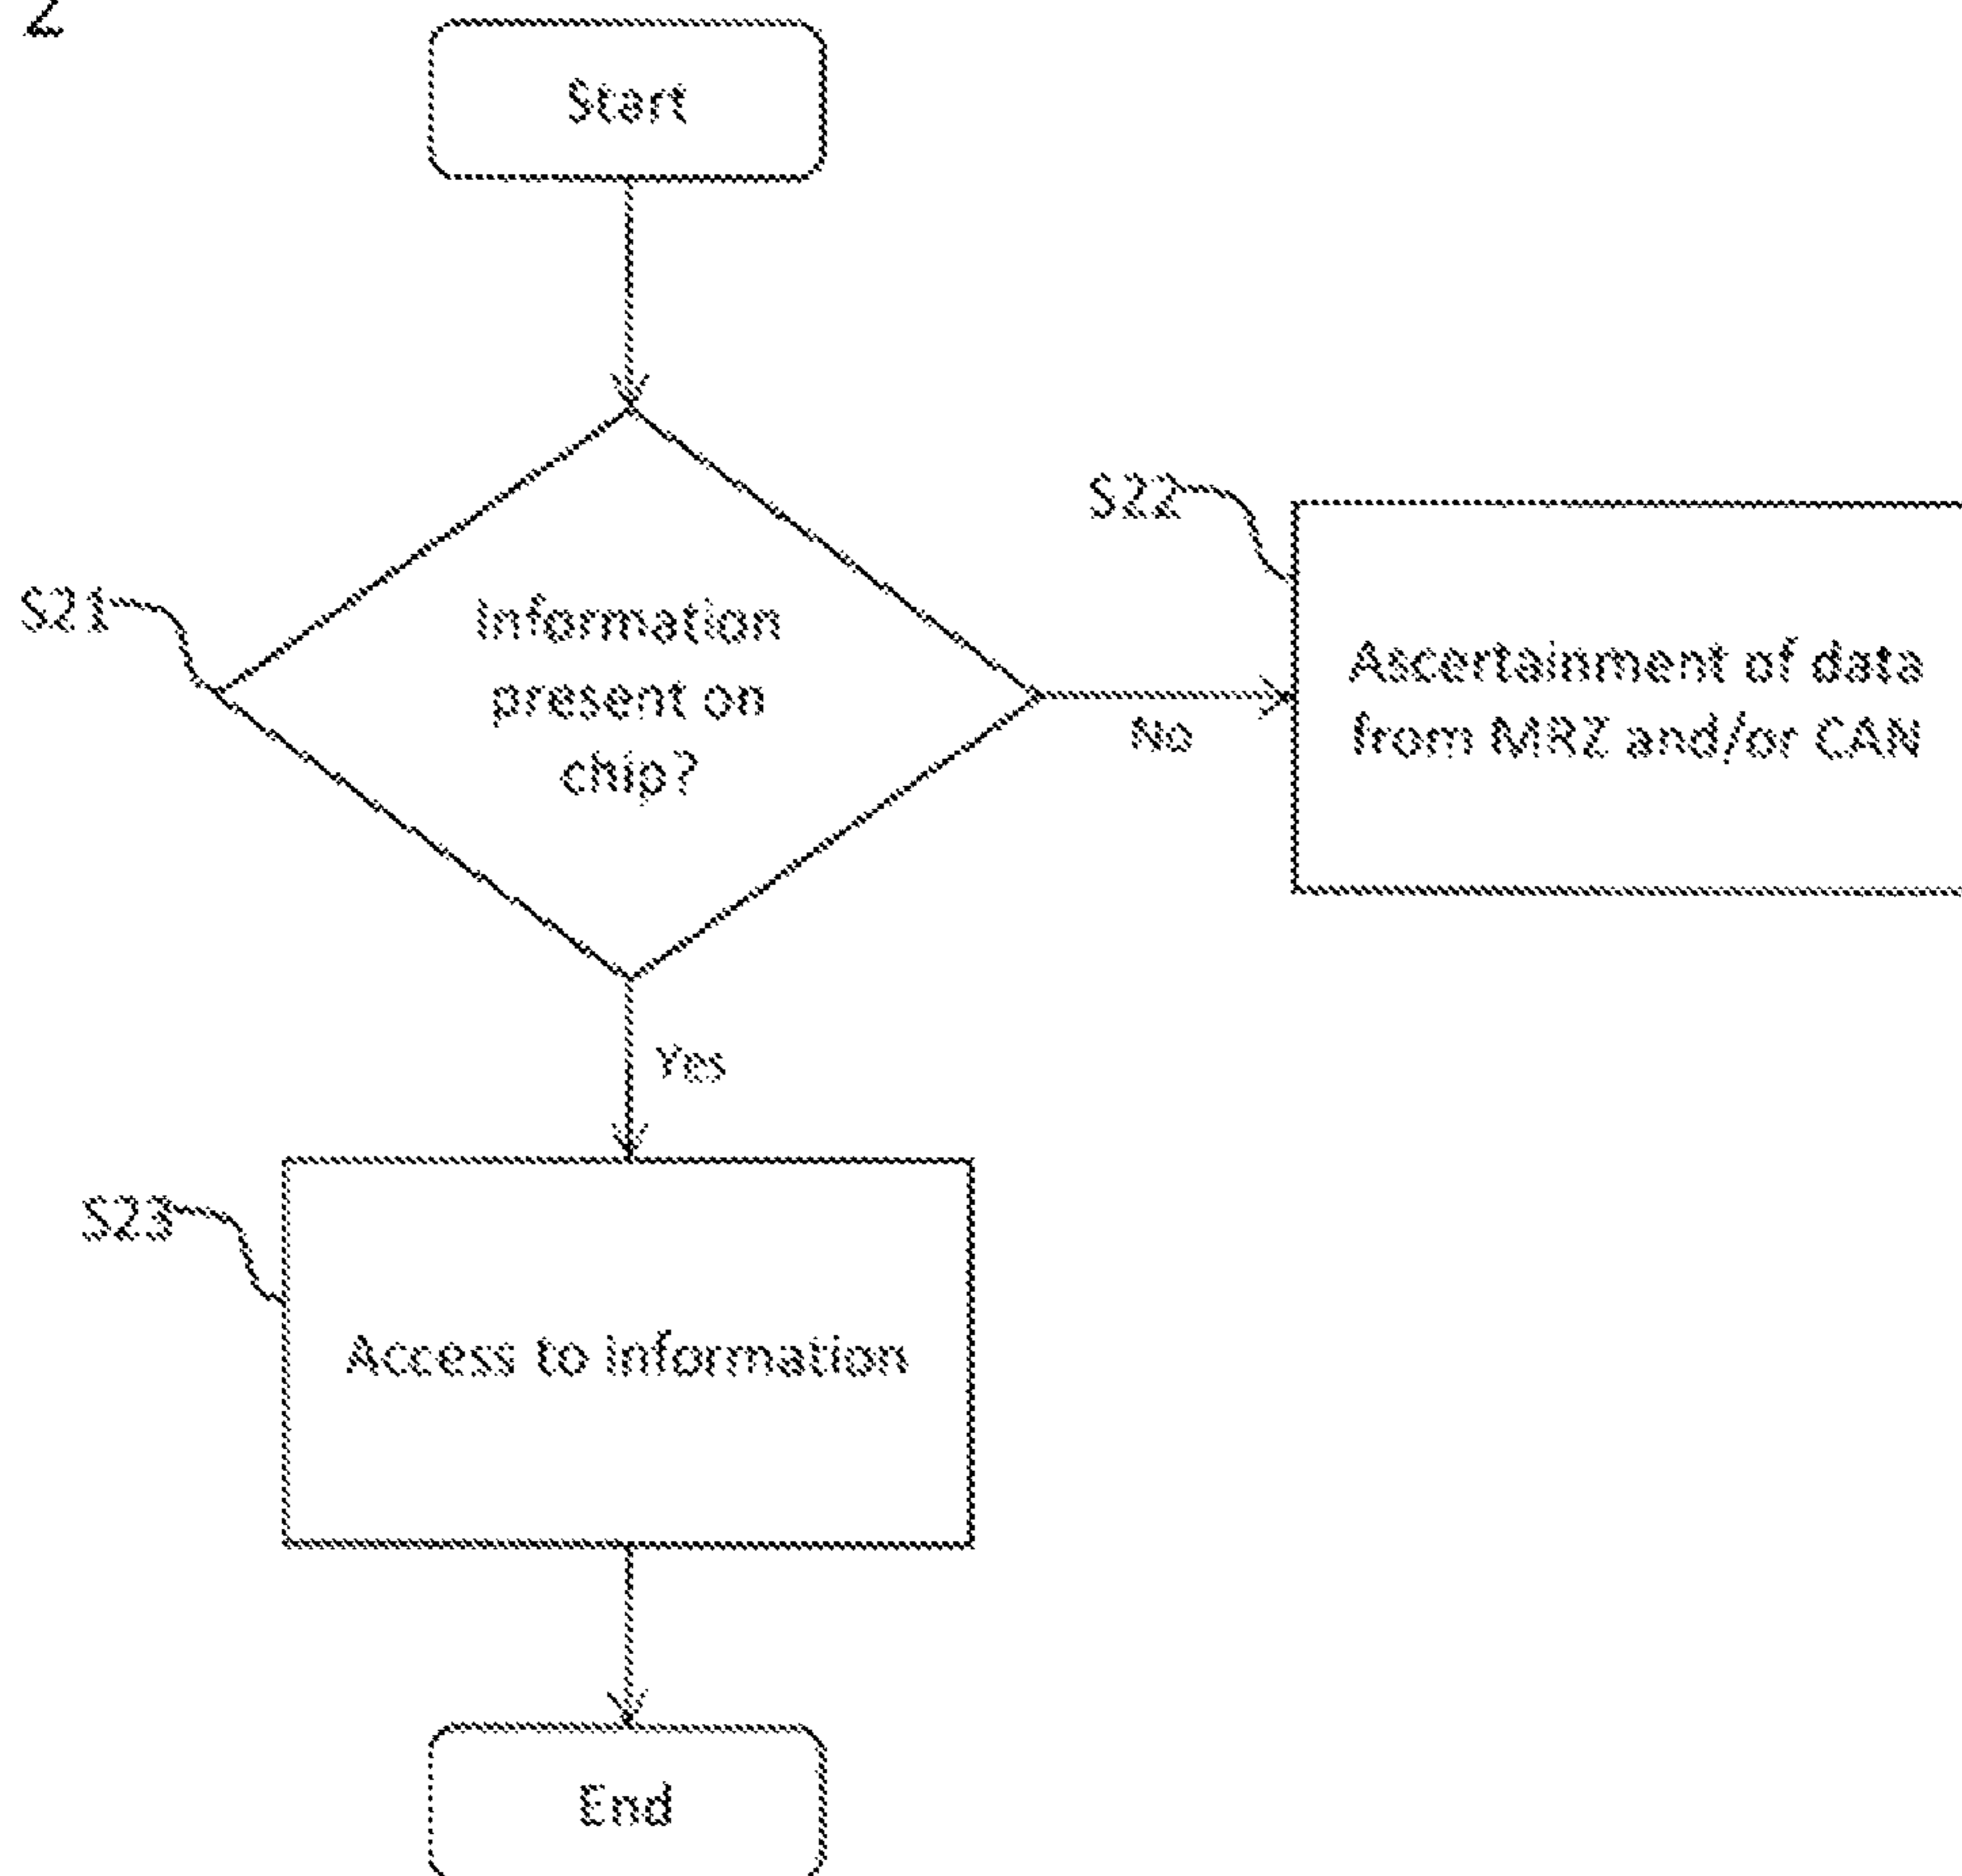 2
Start
S22
S21
Information
present on
chip?
Ascertainment of data
from MRZ and/or CAN
No
Yes
S23
Access to information
End